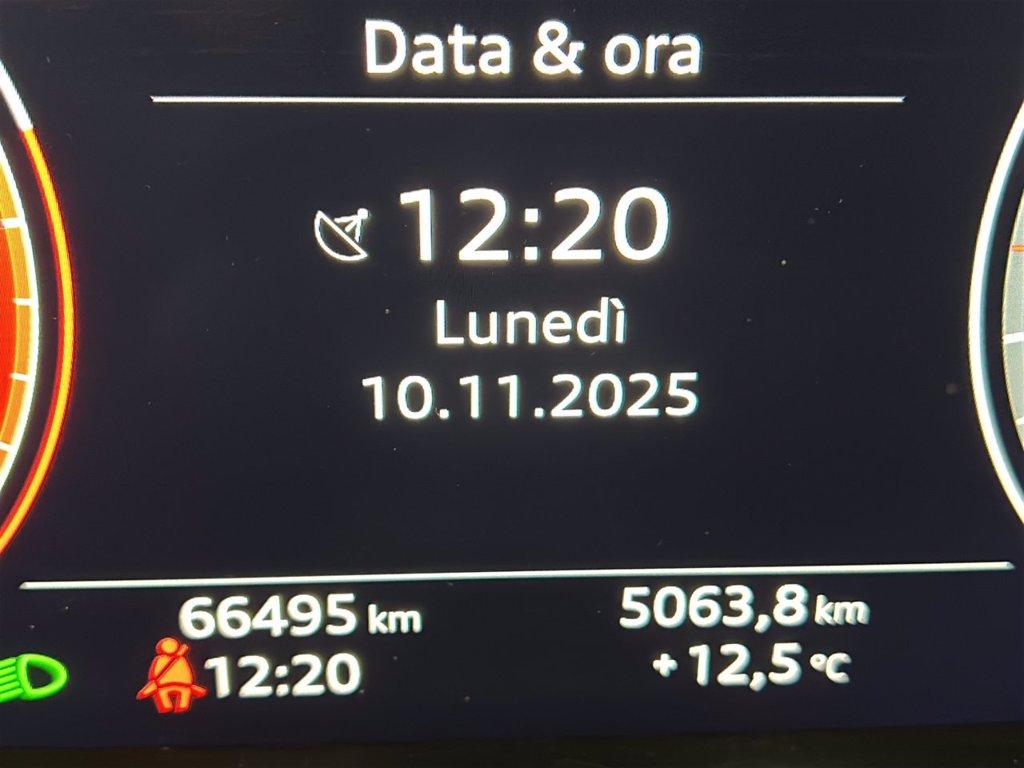 Data & ora
12:20
Lunedì
10.11.2025
66495 km 5063,8 km
12:20 + 12,5 °C